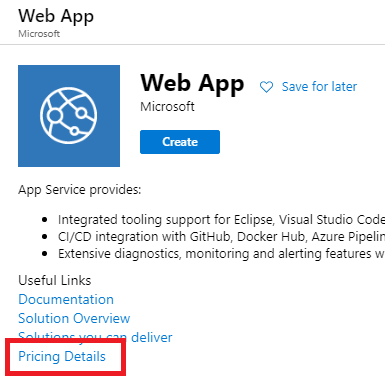 Web App
Microsoft
Web App
Save for later
Microsoft
Create
App Service provides:
Integrated tooling support for Eclipse, Visual Studio Code
CI/CD integration with GitHub, Docker Hub, Azure Pipelin
Extensive diagnostics, monitoring and alerting features w
Useful Links
Documentation
Solution Overview
Solutions you can deliver
Pricing Details